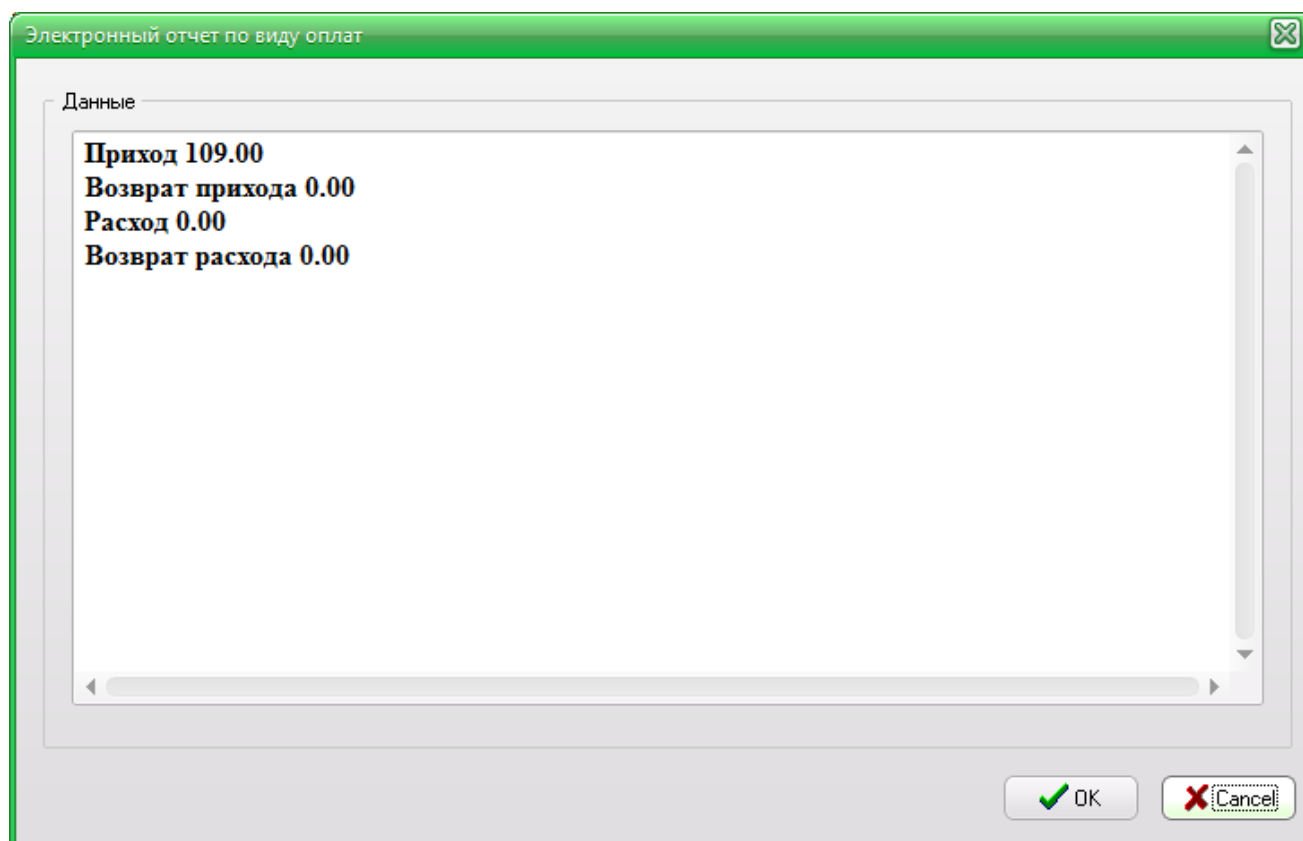 Электронный отчет по виду оплат
Данные
Приход 109.00
Возврат прихода 0.00
Расход 0.00
Возврат расхода 0.00
OK
Cancel